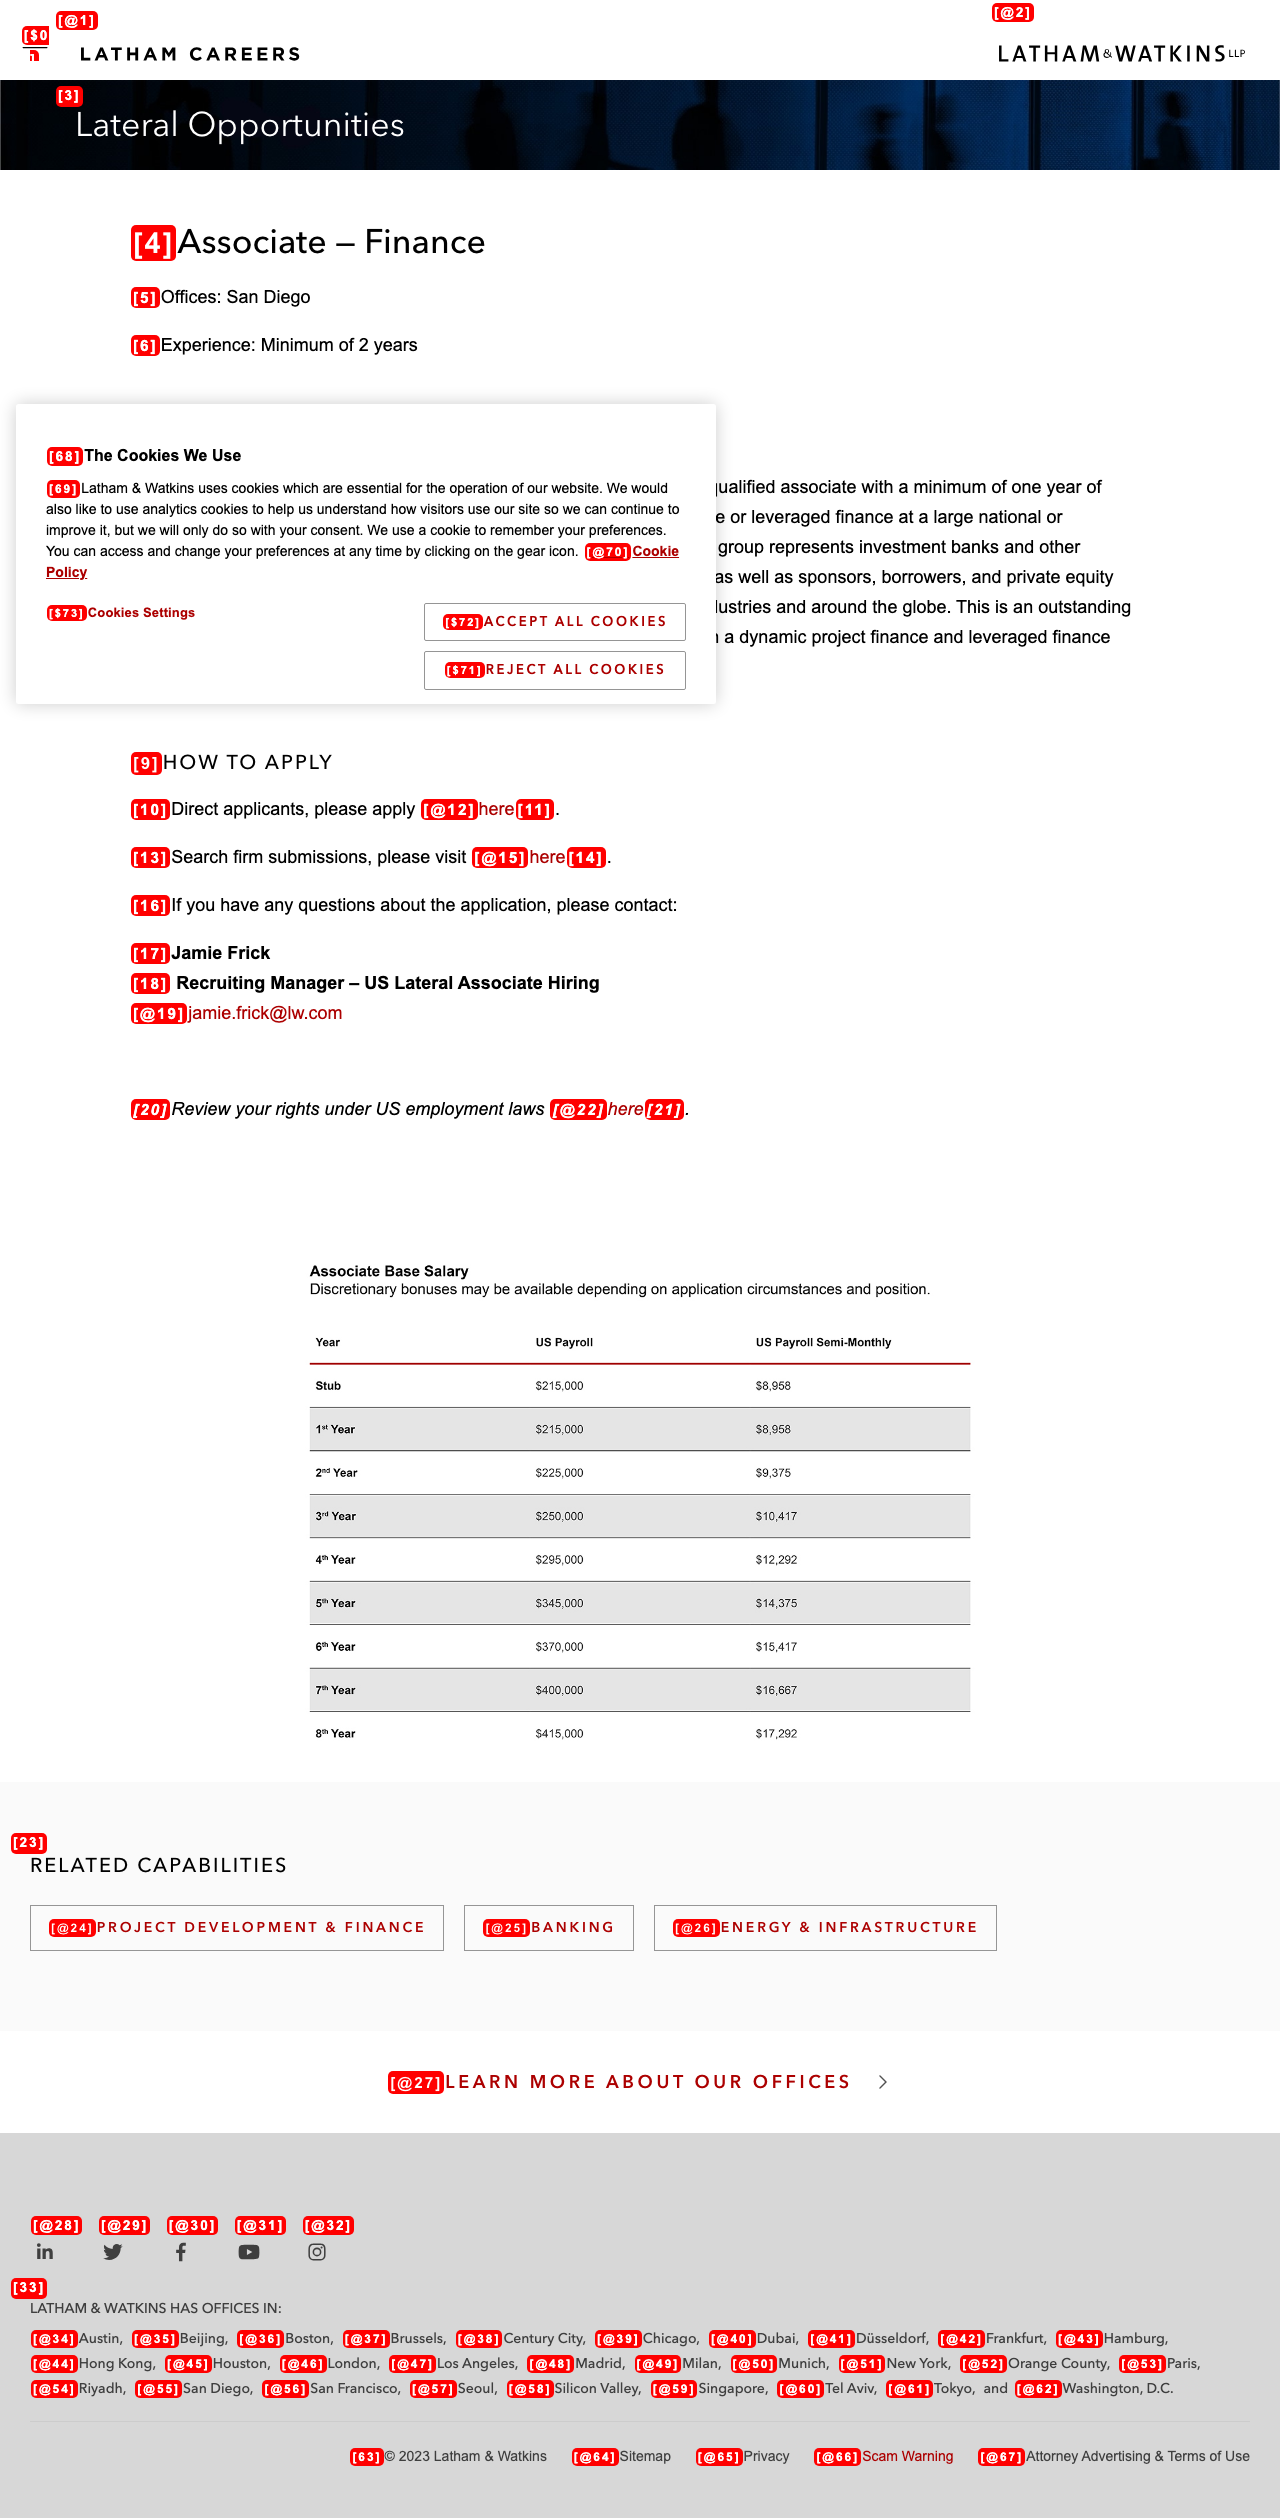 [@1] [@2]
[$0
LATHAM CAREERS LATHAM&WATKINS LLP
[3]
Lateral Opportunities
[4]Associate – Finance
[5]Offices: San Diego
[6]Experience: Minimum of 2 years
[68]The Cookies We Use
[69]Latham & Watkins uses cookies which are essential for the operation of our website. We would
also like to use analytics cookies to help us understand how visitors use our site so we can continue to
improve it, but we will only do so with your consent. We use a cookie to remember your preferences.
You can access and change your preferences at any time by clicking on the gear icon. [@70]Cookie
Policy
[$73]Cookies Settings
[$72]ACCEPT ALL COOKIES
[$71]REJECT ALL COOKIES
qualified associate with a minimum of one year of
e or leveraged finance at a large national or
group represents investment banks and other
as well as sponsors, borrowers, and private equity
lustries and around the globe. This is an outstanding
a dynamic project finance and leveraged finance
[9]HOW TO APPLY
[10]Direct applicants, please apply [@12]here[11].
[13]Search firm submissions, please visit [@15]here[14].
[16]If you have any questions about the application, please contact:
[17]Jamie Frick
[18] Recruiting Manager – US Lateral Associate Hiring
[@19]jamie.frick@lw.com
[20]Review your rights under US employment laws [@22]here[21].
Associate Base Salary
Discretionary bonuses may be available depending on application circumstances and position.
Year US Payroll US Payroll Semi-Monthly
Stub $215,000 $8,958
1st Year $215,000 $8,958
2nd Year $225,000 $9,375
3rd Year $250,000 $10,417
4th Year $295,000 $12,292
5th Year $345,000 $14,375
6th Year $370,000 $15,417
7th Year $400,000 $16,667
8th Year $415,000 $17,292
[23]
RELATED CAPABILITIES
[@24]PROJECT DEVELOPMENT & FINANCE [@25]BANKING [@26]ENERGY & INFRASTRUCTURE
[@27]LEARN MORE ABOUT OUR OFFICES
[@28] [@29] [@30] [@31] [@32]
[33]
LATHAM & WATKINS HAS OFFICES IN:
[@34]Austin, [@35]Beijing, [@36]Boston, [@37]Brussels, [@38]Century City, [@39]Chicago, [@40]Dubai, [@41]Düsseldorf, [@42]Frankfurt, [@43]Hamburg,
[@44]Hong Kong, [@45]Houston, [@46]London, [@47]Los Angeles, [@48]Madrid, [@49]Milan, [@50]Munich, [@51]New York, [@52]Orange County, [@53]Paris,
[@54]Riyadh, [@55]San Diego, [@56]San Francisco, [@57]Seoul, [@58]Silicon Valley, [@59]Singapore, [@60]Tel Aviv, [@61]Tokyo, and [@62]Washington, D.C.
[63]© 2023 Latham & Watkins [@64]Sitemap [@65]Privacy [@66]Scam Warning [@67]Attorney Advertising & Terms of Use